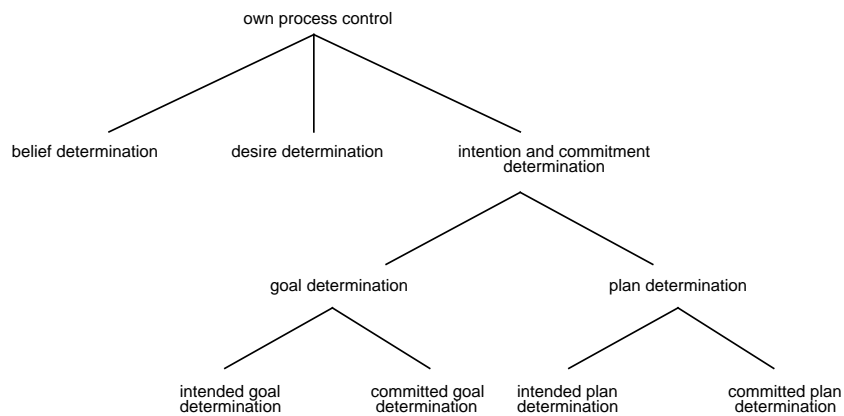 own process control
belief determination
desire determination
intention and commitment
determination
goal determination
plan determination
intended goal
determination
committed goal
determination
intended plan
determination
committed plan
determination